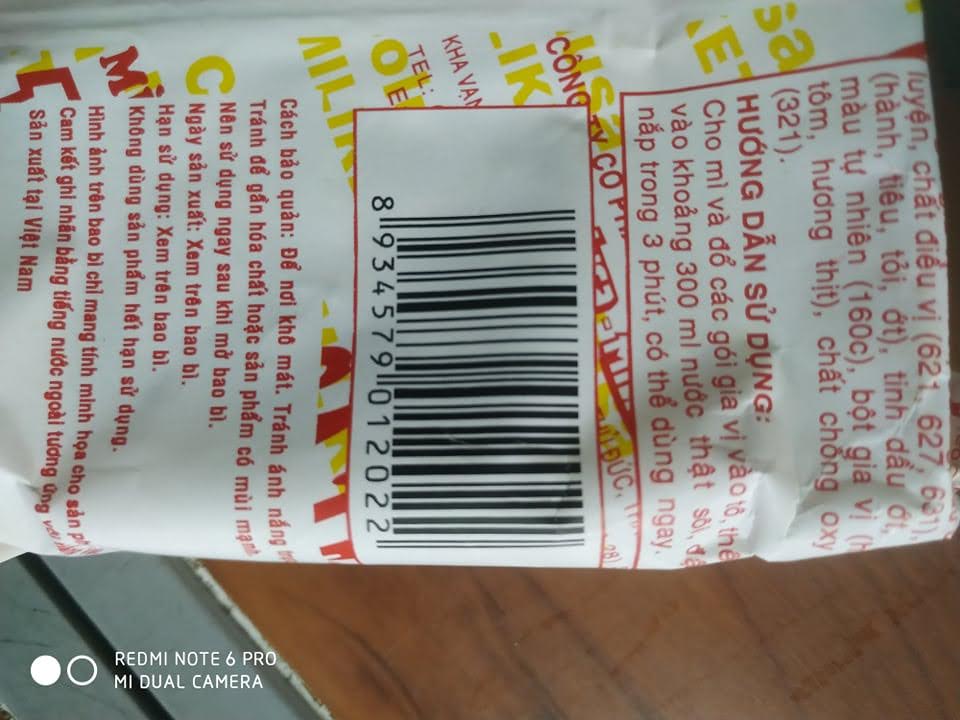 luyện, chất điều vị (621, 627, 631),
(hành, tiêu, tỏi, ớt), tinh dầu ớt,
màu tự nhiên (160c), bột gia vị
tôm, hương thịt), chất chống oxy
(321).
HƯỚNG DẪN SỬ DỤNG:
Cho mì và đổ các gói gia vị vào tô, thê
vào khoảng 300 ml nước thật sôi, đậ
nắp trong 3 phút, có thể dùng ngay.
CÔNG TY CỔ
KHA VẠN
TEL:
8 934579 012022
Cách bảo quản: Để nơi khô mát. Tránh ánh nắng
Tránh để gần hóa chất hoặc sản phẩm có mùi mạnh
Nên sử dụng ngay sau khi mở bao bì.
Ngày sản xuất: Xem trên bao bì.
Hạn sử dụng: Xem trên bao bì.
Không dùng sản phẩm hết hạn sử dụng.
Hình ảnh trên bao bì chỉ mang tính minh họa cho sản
Cam kết ghi nhãn bằng tiếng nước ngoài tương ứng
Sản xuất tại Việt Nam
REDMI NOTE 6 PRO
MI DUAL CAMERA